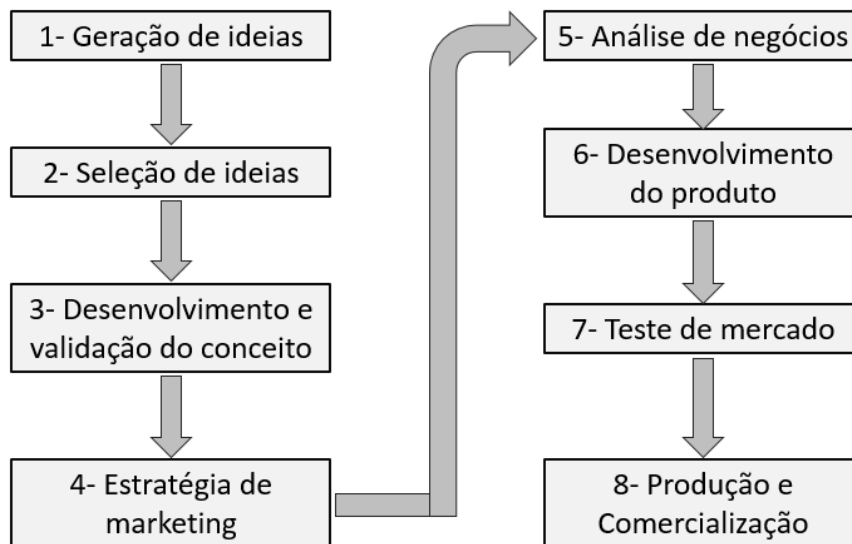 1- Geração de ideias
2- Seleção de ideias
3- Desenvolvimento e
validação do conceito
4- Estratégia de
marketing
5- Análise de negócios
6- Desenvolvimento
do produto
7- Teste de mercado
8- Produção e
Comercialização